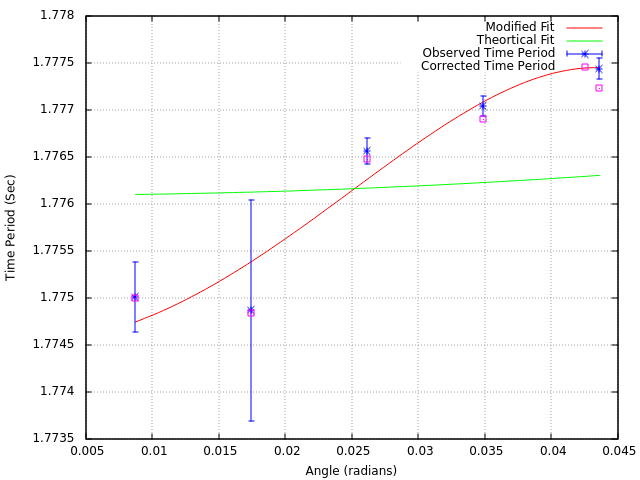 1.778
1.7775
1.777
1.7765
1.776
1.7755
1.775
1.7745
1.774
1.7735
Time Period (Sec)
Modified Fit
Theortical Fit
Observed Time Period
Corrected Time Period
0.005 0.01 0.015 0.02 0.025 0.03 0.035 0.04 0.045
Angle (radians)